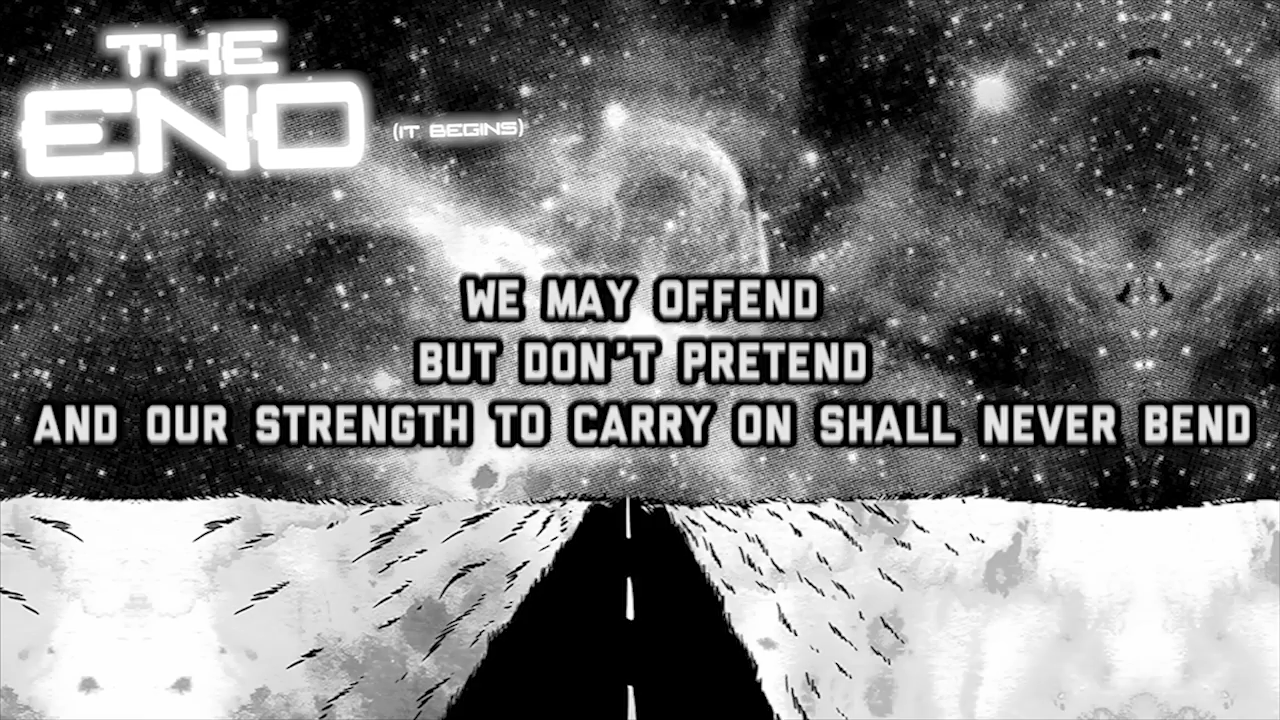 THE
END
(IT BEGINS)
WE MAY OFFEND
BUT DON'T PRETEND
AND OUR STRENGTH TO CARRY ON SHALL NEVER BEND